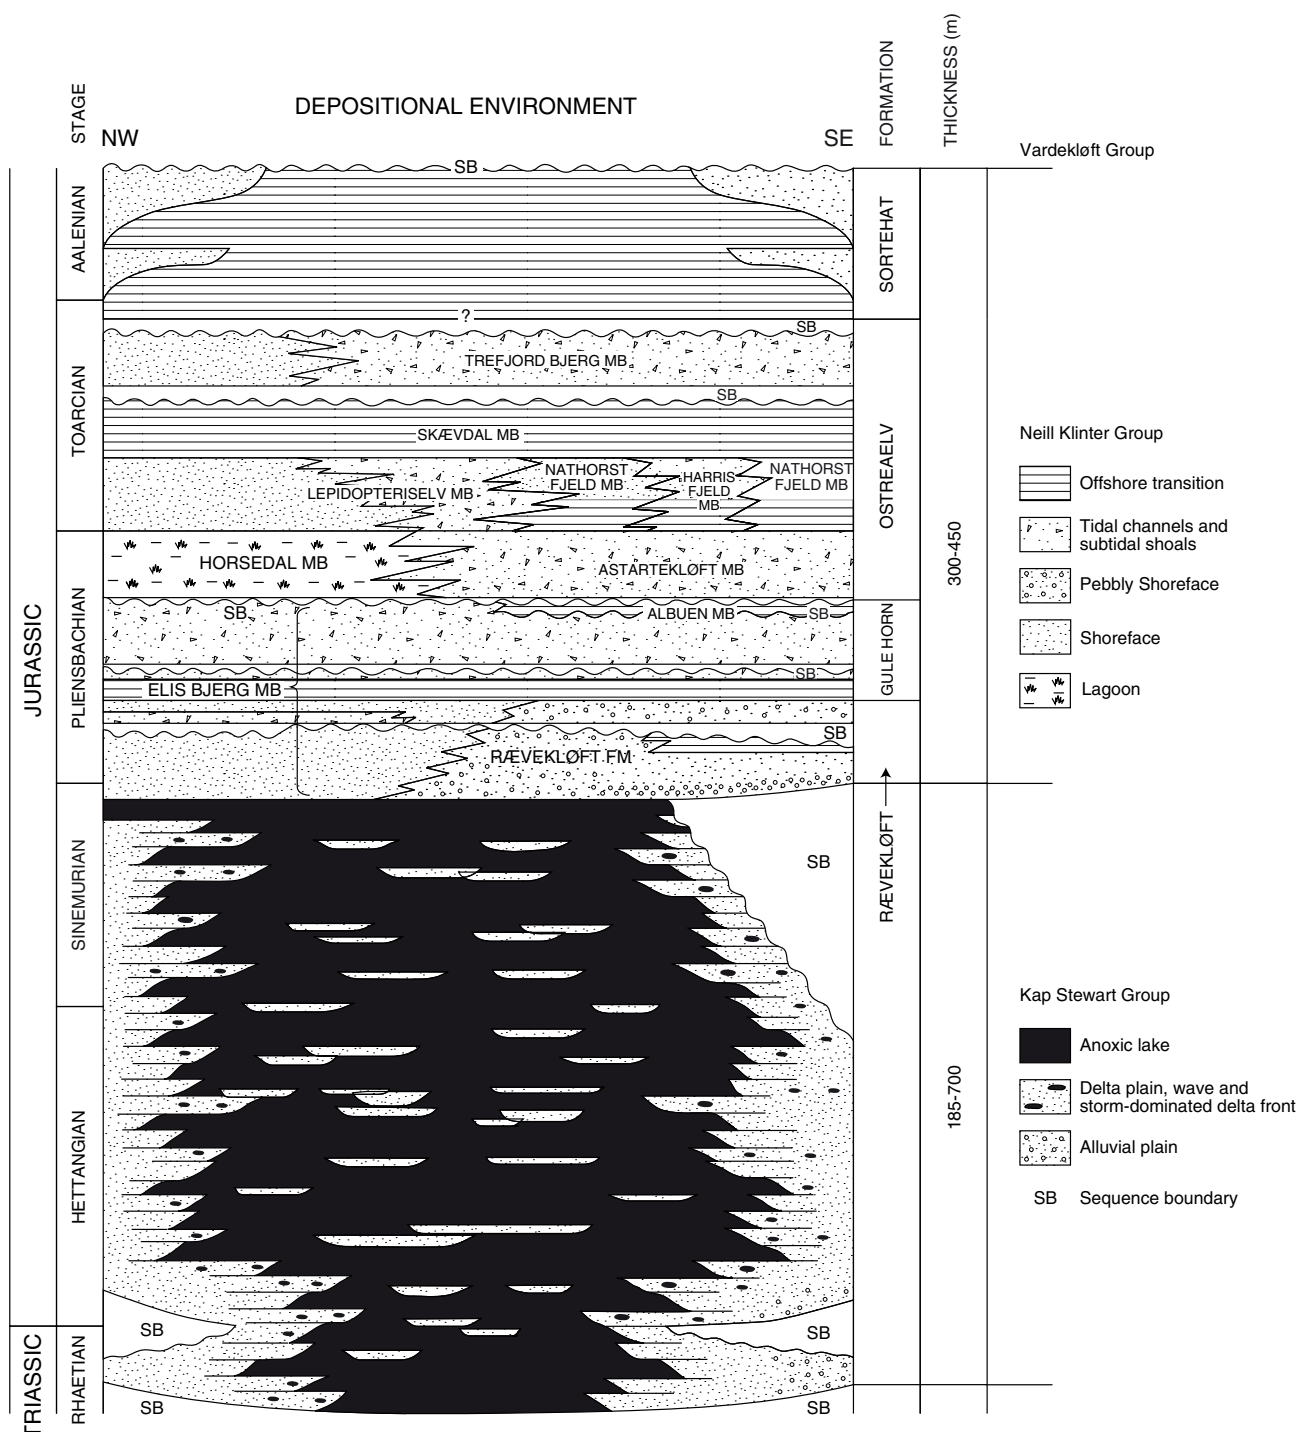 STAGE
DEPOSITIONAL ENVIRONMENT
FORMATION
THICKNESS (m)
NW
SE
Vardekløft Group
SB
AALENIAN
SORTEHAT
?
SB
TREFJORD BJERG MB
TOARCIAN
SB
SKÆVDAL MB
Neill Klinter Group
NATHORST
FJELD MB
HARRIS
FJELD
MB
NATHORST
FJELD MB
LEPIDOPTERISELV MB
OSTREAELV
Offshore transition
Tidal channels and
subtidal shoals
300-450
HORSEDAL MB
ASTARTEKLØFT MB
Pebbly Shoreface
JURASSIC
PLIENSBACHIAN
SB
ALBUEN MB
SB
GULE HORN
Shoreface
SB
ELIS BJERG MB
Lagoon
SB
RÆVEKLØFT FM
SINEMURIAN
SB
RÆVEKLØFT
Kap Stewart Group
Anoxic lake
HETTANGIAN
185-700
Delta plain, wave and
storm-dominated delta front
Alluvial plain
SB Sequence boundary
SB
SB
TRIASSIC
RHAETIAN
SB
SB